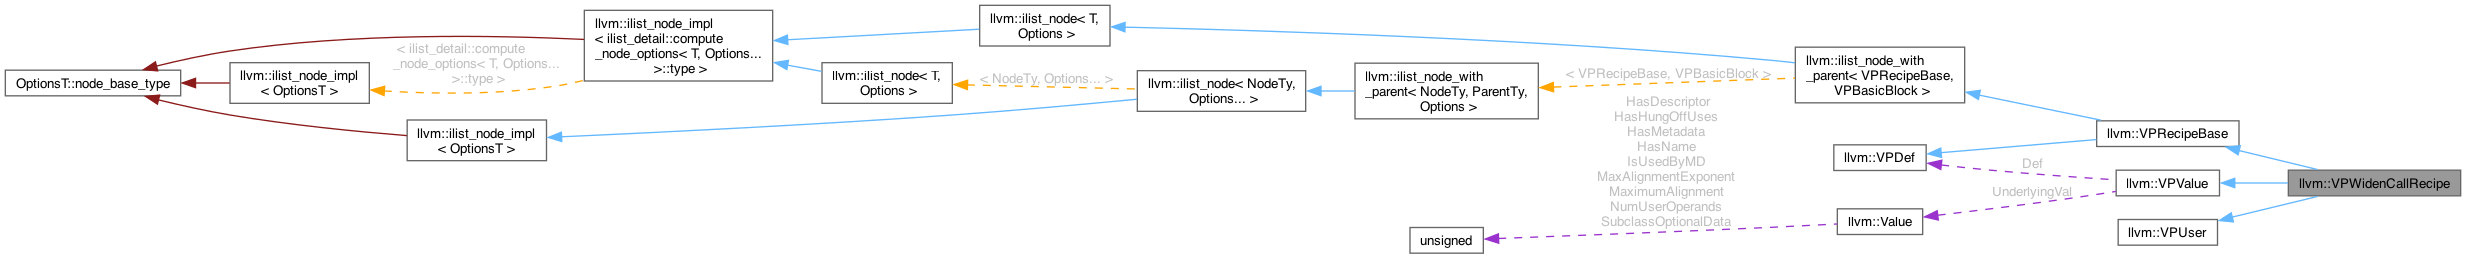 OptionsT::node_base_type
llvm::ilist_node_impl
< OptionsT >
< ilist_detail::compute
_node_options< T, Options...
>::type >
llvm::ilist_node_impl
< OptionsT >
llvm::ilist_node_impl
< ilist_detail::compute
_node_options< T, Options...
>::type >
llvm::ilist_node< T,
Options >
llvm::ilist_node< T,
Options >
< NodeTy, Options... >
llvm::ilist_node< NodeTy,
Options... >
llvm::ilist_node_with
_parent< NodeTy, ParentTy,
Options >
< VPRecipeBase, VPBasicBlock >
llvm::ilist_node_with
_parent< VPRecipeBase,
VPBasicBlock >
HasDescriptor
HasHungOffUses
HasMetadata
HasName
IsUsedByMD
MaxAlignmentExponent
MaximumAlignment
NumUserOperands
SubclassOptionalData
unsigned
llvm::VPDef
llvm::Value
Def
UnderlyingVal
llvm::VPRecipeBase
llvm::VPValue
llvm::VPUser
llvm::VPWidenCallRecipe